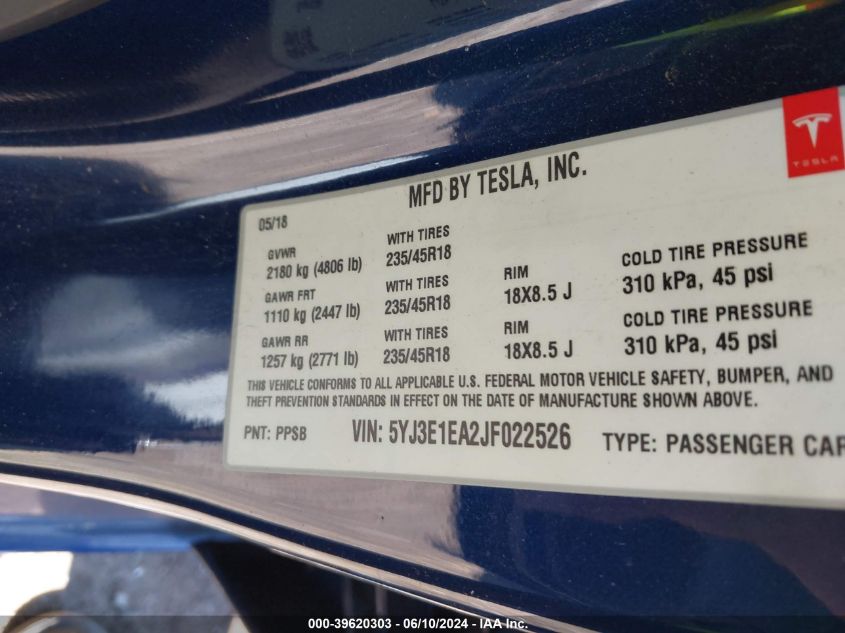 TESLA
MFD BY TESLA, INC.
05/18
GVWR
2180 kg (4806 lb)
WITH TIRES
235/45R18
GAWR FRT
1110 kg (2447 lb)
WITH TIRES
235/45R18
RIM
18X8.5 J
COLD TIRE PRESSURE
310 kPa, 45 psi
GAWR RR
1257 kg (2771 lb)
WITH TIRES
235/45R18
RIM
18X8.5 J
COLD TIRE PRESSURE
310 kPa, 45 psi
THIS VEHICLE CONFORMS TO ALL APPLICABLE U.S. FEDERAL MOTOR VEHICLE SAFETY, BUMPER, AND
THEFT PREVENTION STANDARDS IN EFFECT ON THE DATE OF MANUFACTURE SHOWN ABOVE.
PNT: PPSB VIN: 5YJ3E1EA2JF022526 TYPE: PASSENGER CAR
000-39620303 / 06/10/2024 - IAA Inc.